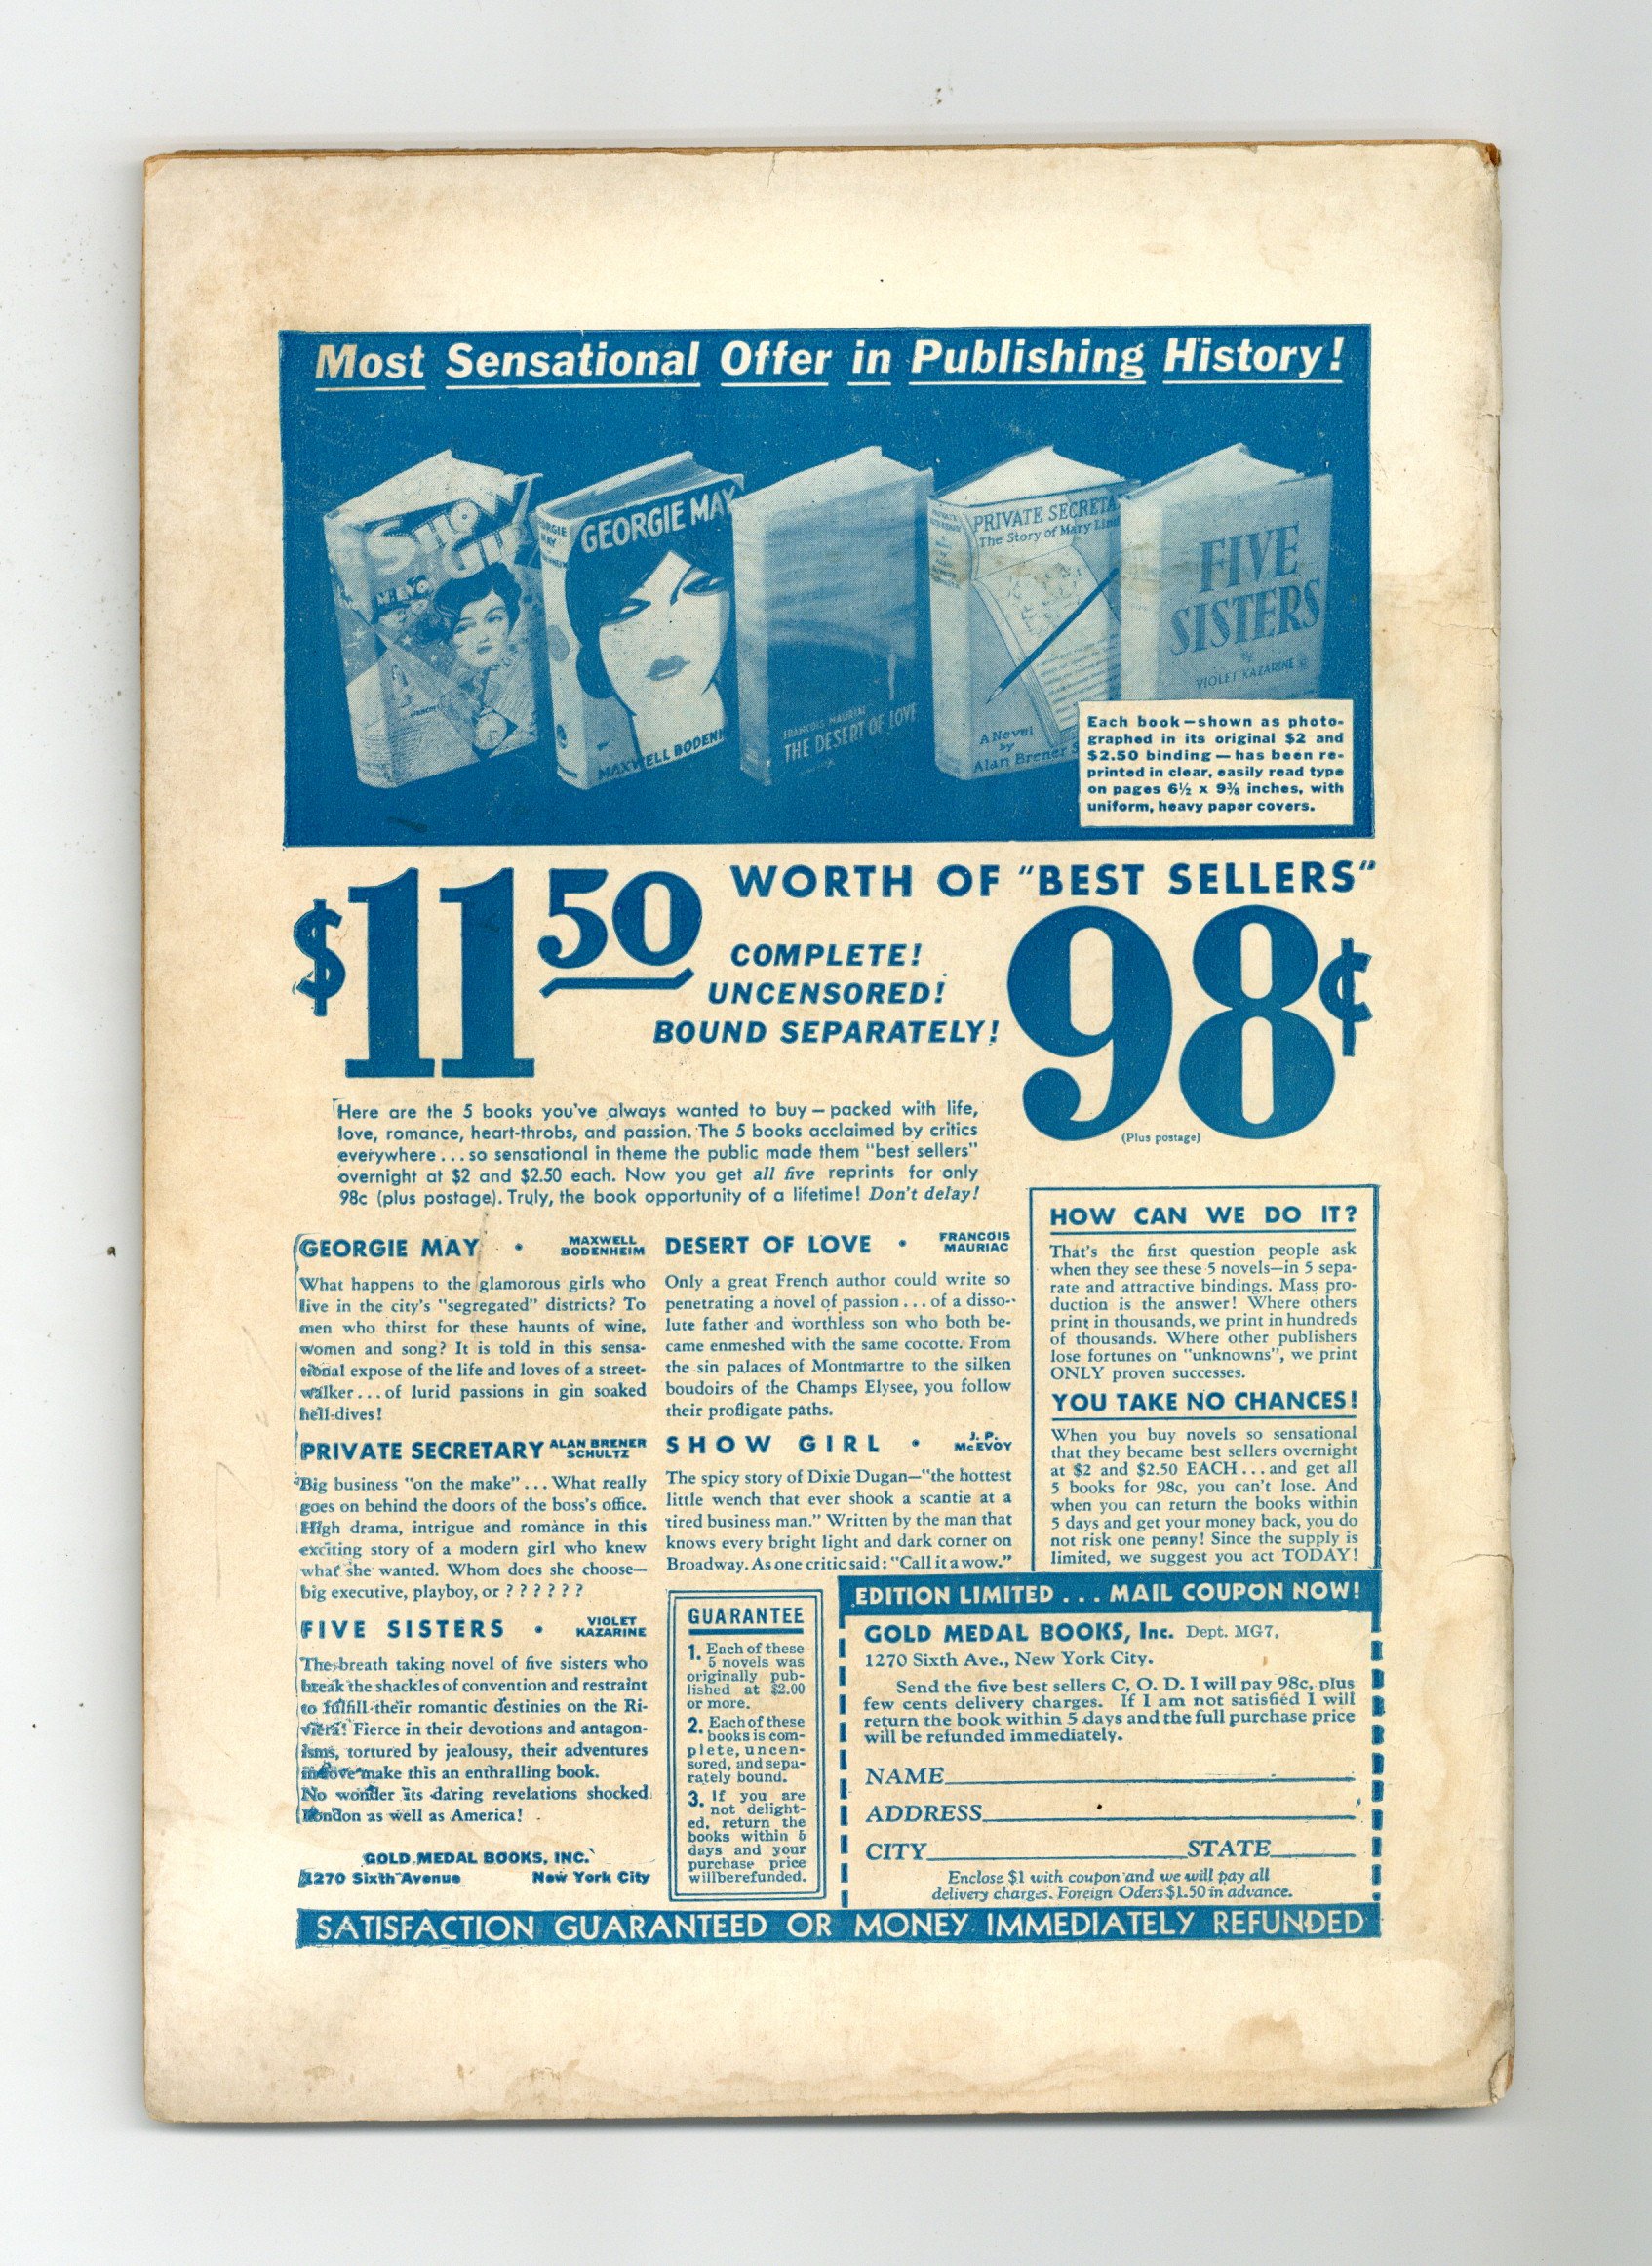 Most Sensational Offer in Publishing History!
SHOW
McEVOY
GEORGIE MAY
GEORGIE MAY
MAXWELL BODENH
FRANCOIS MAURIAC
THE DESERT OF LOVE
PRIVATE SECRETA
The Story of Mary Lind
A Novel
by
Alan Brener S
FIVE
SISTERS
by
VIOLET KAZARINE
Each book—shown as photo-
graphed in its original $2 and
$2.50 binding—has been re-
printed in clear, easily read type
on pages 6½ x 9⅜ inches, with
uniform, heavy paper covers.
$11 50 WORTH OF "BEST SELLERS"
COMPLETE!
UNCENSORED!
BOUND SEPARATELY!
98¢
(Plus postage)
Here are the 5 books you've always wanted to buy—packed with life,
love, romance, heart-throbs, and passion. The 5 books acclaimed by critics
everywhere...so sensational in theme the public made them "best sellers"
overnight at $2 and $2.50 each. Now you get all five reprints for only
98c (plus postage). Truly, the book opportunity of a lifetime! Don't delay!
GEORGIE MAY • MAXWELL
BODENHEIM
What happens to the glamorous girls who
live in the city's "segregated" districts? To
men who thirst for these haunts of wine,
women and song? It is told in this sensa-
tional expose of the life and loves of a street-
walker...of lurid passions in gin soaked
hell-dives!
PRIVATE SECRETARY ALAN BRENER
SCHULTZ
Big business "on the make"...What really
goes on behind the doors of the boss's office.
High drama, intrigue and romance in this
exciting story of a modern girl who knew
what she wanted. Whom does she choose—
big executive, playboy, or ? ? ? ? ? ?
FIVE SISTERS • VIOLET
KAZARINE
The breath taking novel of five sisters who
break the shackles of convention and restraint
to fulfill their romantic destinies on the Ri-
viera! Fierce in their devotions and antagon-
isms, tortured by jealousy, their adventures
in love make this an enthralling book.
No wonder its daring revelations shocked
London as well as America!
GOLD MEDAL BOOKS, INC.
1270 Sixth Avenue New York City
DESERT OF LOVE • FRANCOIS
MAURIAC
Only a great French author could write so
penetrating a novel of passion...of a disso-
lute father and worthless son who both be-
came enmeshed with the same cocotte. From
the sin palaces of Montmartre to the silken
boudoirs of the Champs Elysee, you follow
their profligate paths.
SHOW GIRL • J. P.
McEVOY
The spicy story of Dixie Dugan—"the hottest
little wench that ever shook a scantie at a
tired business man." Written by the man that
knows every bright light and dark corner on
Broadway. As one critic said: "Call it a wow."
GUARANTEE
1. Each of these
5 novels was
originally pub-
lished at $2.00
or more.
2. Each of these
books is com-
plete, uncen-
sored, and sepa-
rately bound.
3. If you are
not delight-
ed, return the
books within 5
days and your
purchase price
will be refunded.
HOW CAN WE DO IT?
That's the first question people ask
when they see these 5 novels—in 5 sepa-
rate and attractive bindings. Mass pro-
duction is the answer! Where others
print in thousands, we print in hundreds
of thousands. Where other publishers
lose fortunes on "unknowns", we print
ONLY proven successes.
YOU TAKE NO CHANCES!
When you buy novels so sensational
that they became best sellers overnight
at $2 and $2.50 EACH...and get all
5 books for 98c, you can't lose. And
when you can return the books within
5 days and get your money back, you do
not risk one penny! Since the supply is
limited, we suggest you act TODAY!
EDITION LIMITED . . . MAIL COUPON NOW!
GOLD MEDAL BOOKS, Inc. Dept. MG7,
1270 Sixth Ave., New York City.
Send the five best sellers C. O. D. I will pay 98c, plus
few cents delivery charges. If I am not satisfied I will
return the book within 5 days and the full purchase price
will be refunded immediately.
NAME
ADDRESS
CITY STATE
Enclose $1 with coupon and we will pay all
delivery charges. Foreign Oders $1.50 in advance.
SATISFACTION GUARANTEED OR MONEY IMMEDIATELY REFUNDED